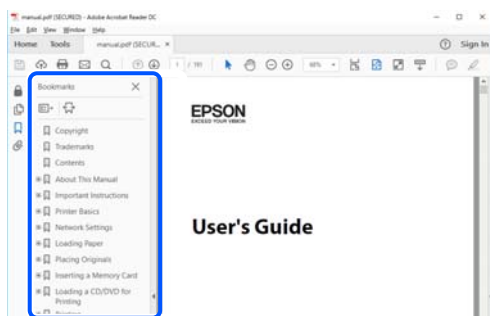 manual.pdf (SECURED) - Adobe Acrobat Reader DC
File Edit View Window Help
Home Tools manual.pdf (SECUR... × Sign In
1 / 191
Bookmarks
EPSON
EXCEED YOUR VISION
Copyright
Trademarks
Contents
About This Manual
Important Instructions
Printer Basics
Network Settings
User's Guide
Loading Paper
Placing Originals
Inserting a Memory Card
Loading a CD/DVD for
Printing